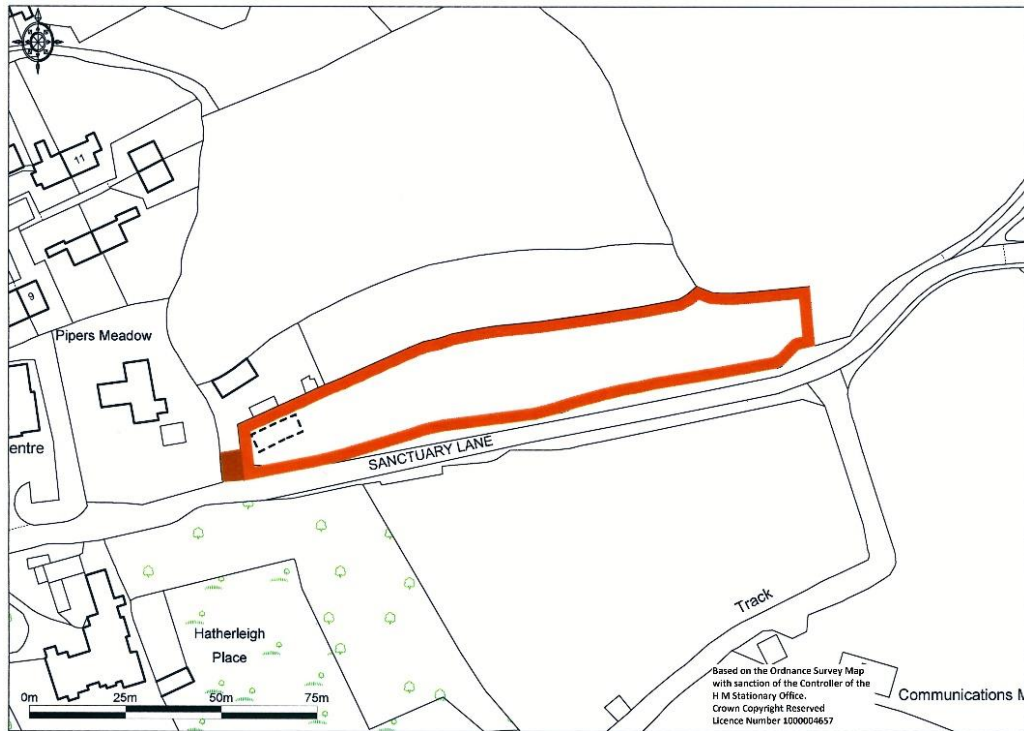 11
9
Pipers Meadow
entre
SANCTUARY LANE
Track
Hatherleigh
Place
0m 25m 50m 75m
Based on the Ordnance Survey Map
with sanction of the Controller of the
H M Stationary Office.
Crown Copyright Reserved
Licence Number 1000004657
Communications M